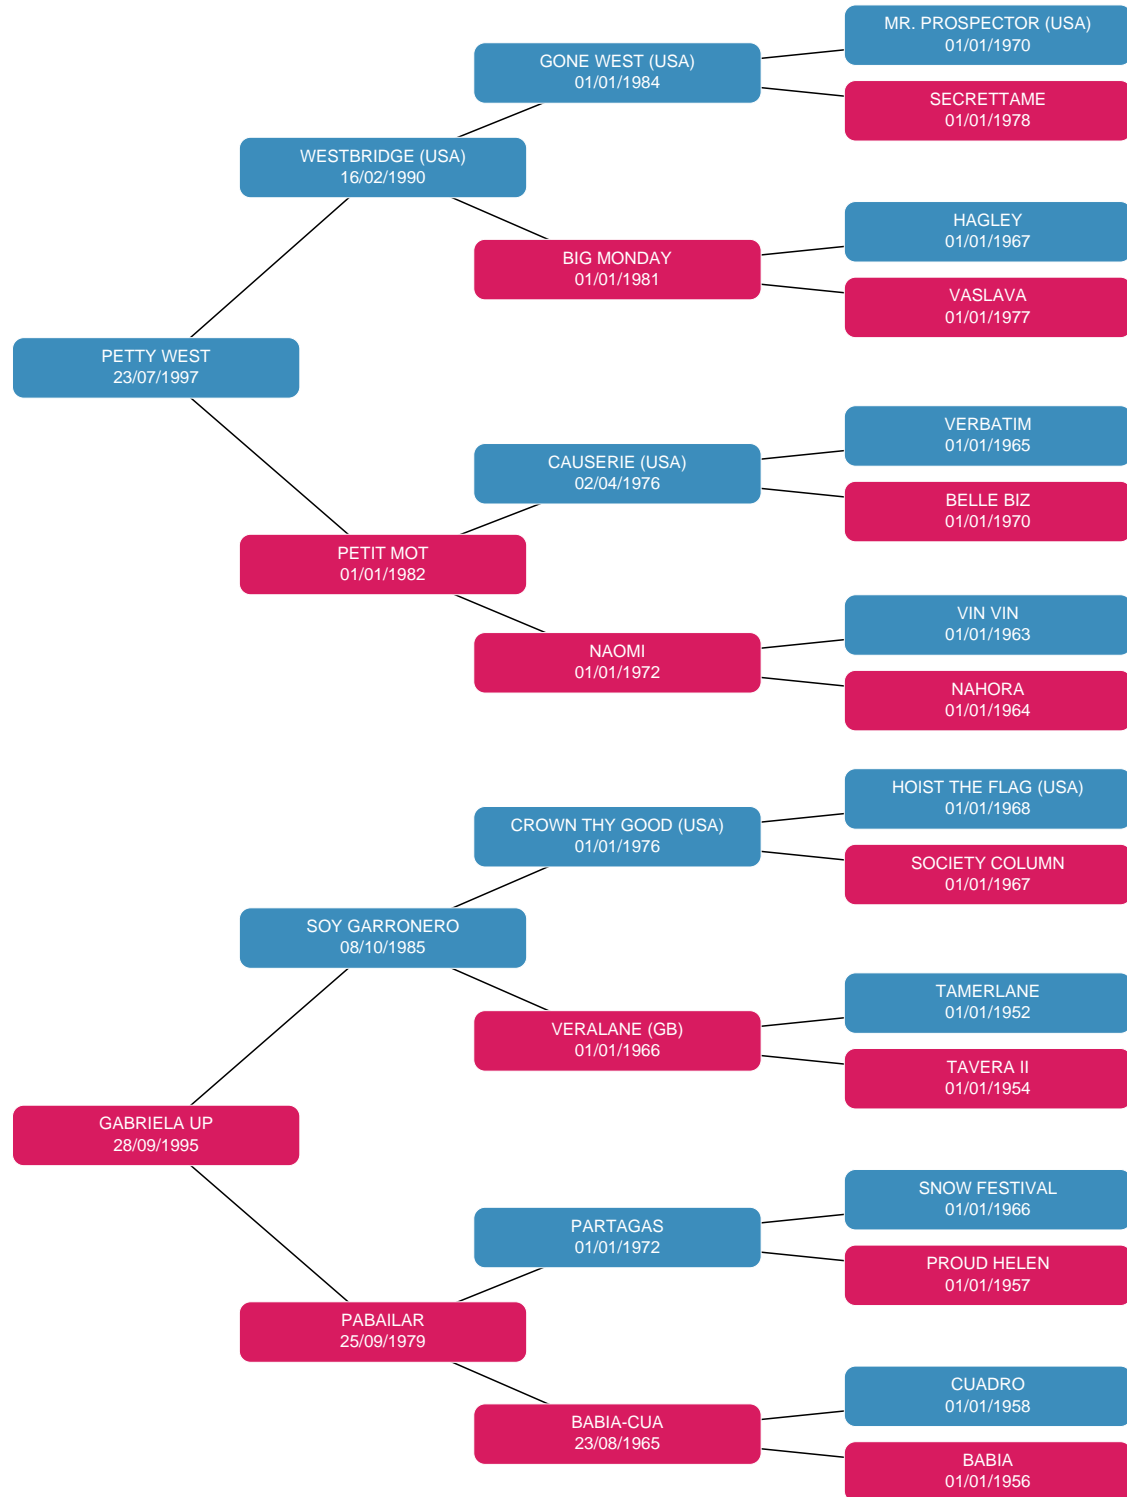 MR. PROSPECTOR (USA)
01/01/1970
GONE WEST (USA)
01/01/1984
SECRETTAME
01/01/1978
WESTBRIDGE (USA)
16/02/1990
HAGLEY
01/01/1967
BIG MONDAY
01/01/1981
VASLAVA
01/01/1977
PETTY WEST
23/07/1997
VERBATIM
01/01/1965
CAUSERIE (USA)
02/04/1976
BELLE BIZ
01/01/1970
PETIT MOT
01/01/1982
VIN VIN
01/01/1963
NAOMI
01/01/1972
NAHORA
01/01/1964
HOIST THE FLAG (USA)
01/01/1968
CROWN THY GOOD (USA)
01/01/1976
SOCIETY COLUMN
01/01/1967
SOY GARRONERO
08/10/1985
TAMERLANE
01/01/1952
VERALANE (GB)
01/01/1966
TAVERA II
01/01/1954
GABRIELA UP
28/09/1995
SNOW FESTIVAL
01/01/1966
PARTAGAS
01/01/1972
PROUD HELEN
01/01/1957
PABAILAR
25/09/1979
CUADRO
01/01/1958
BABIA-CUA
23/08/1965
BABIA
01/01/1956